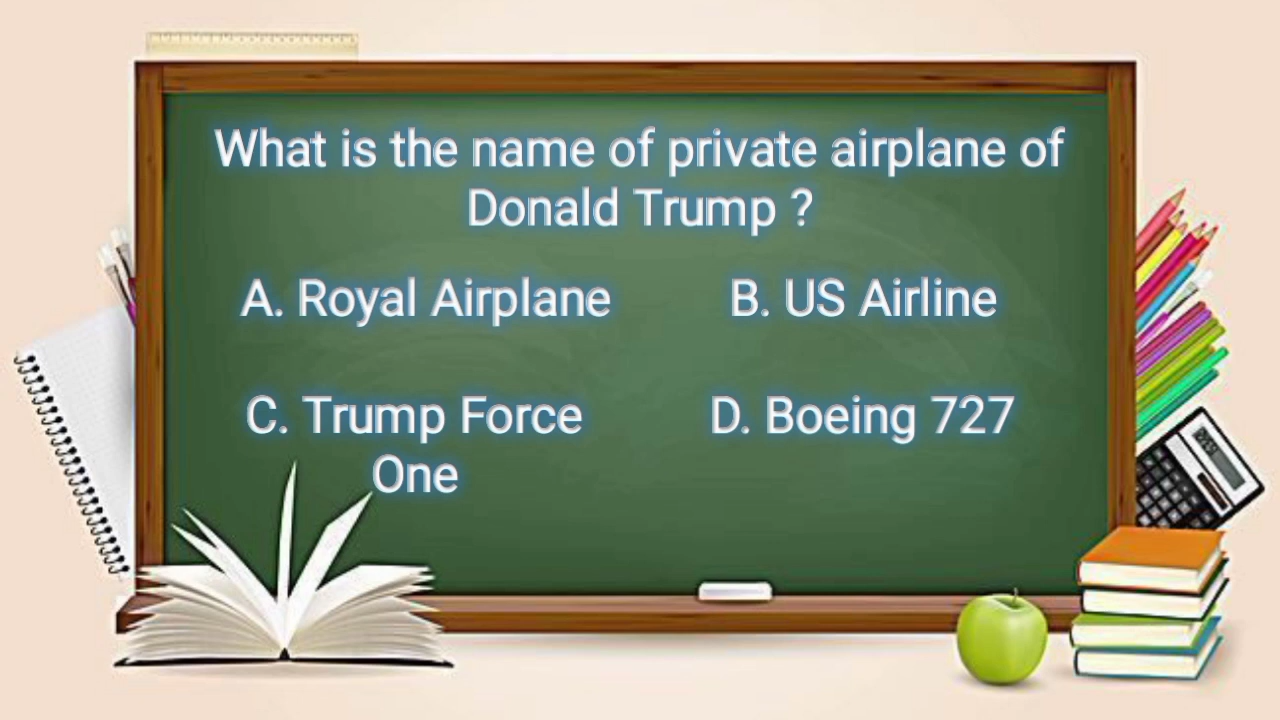 What is the name of private airplane of
Donald Trump ?
A. Royal Airplane
B. US Airline
C. Trump Force
One
D. Boeing 727